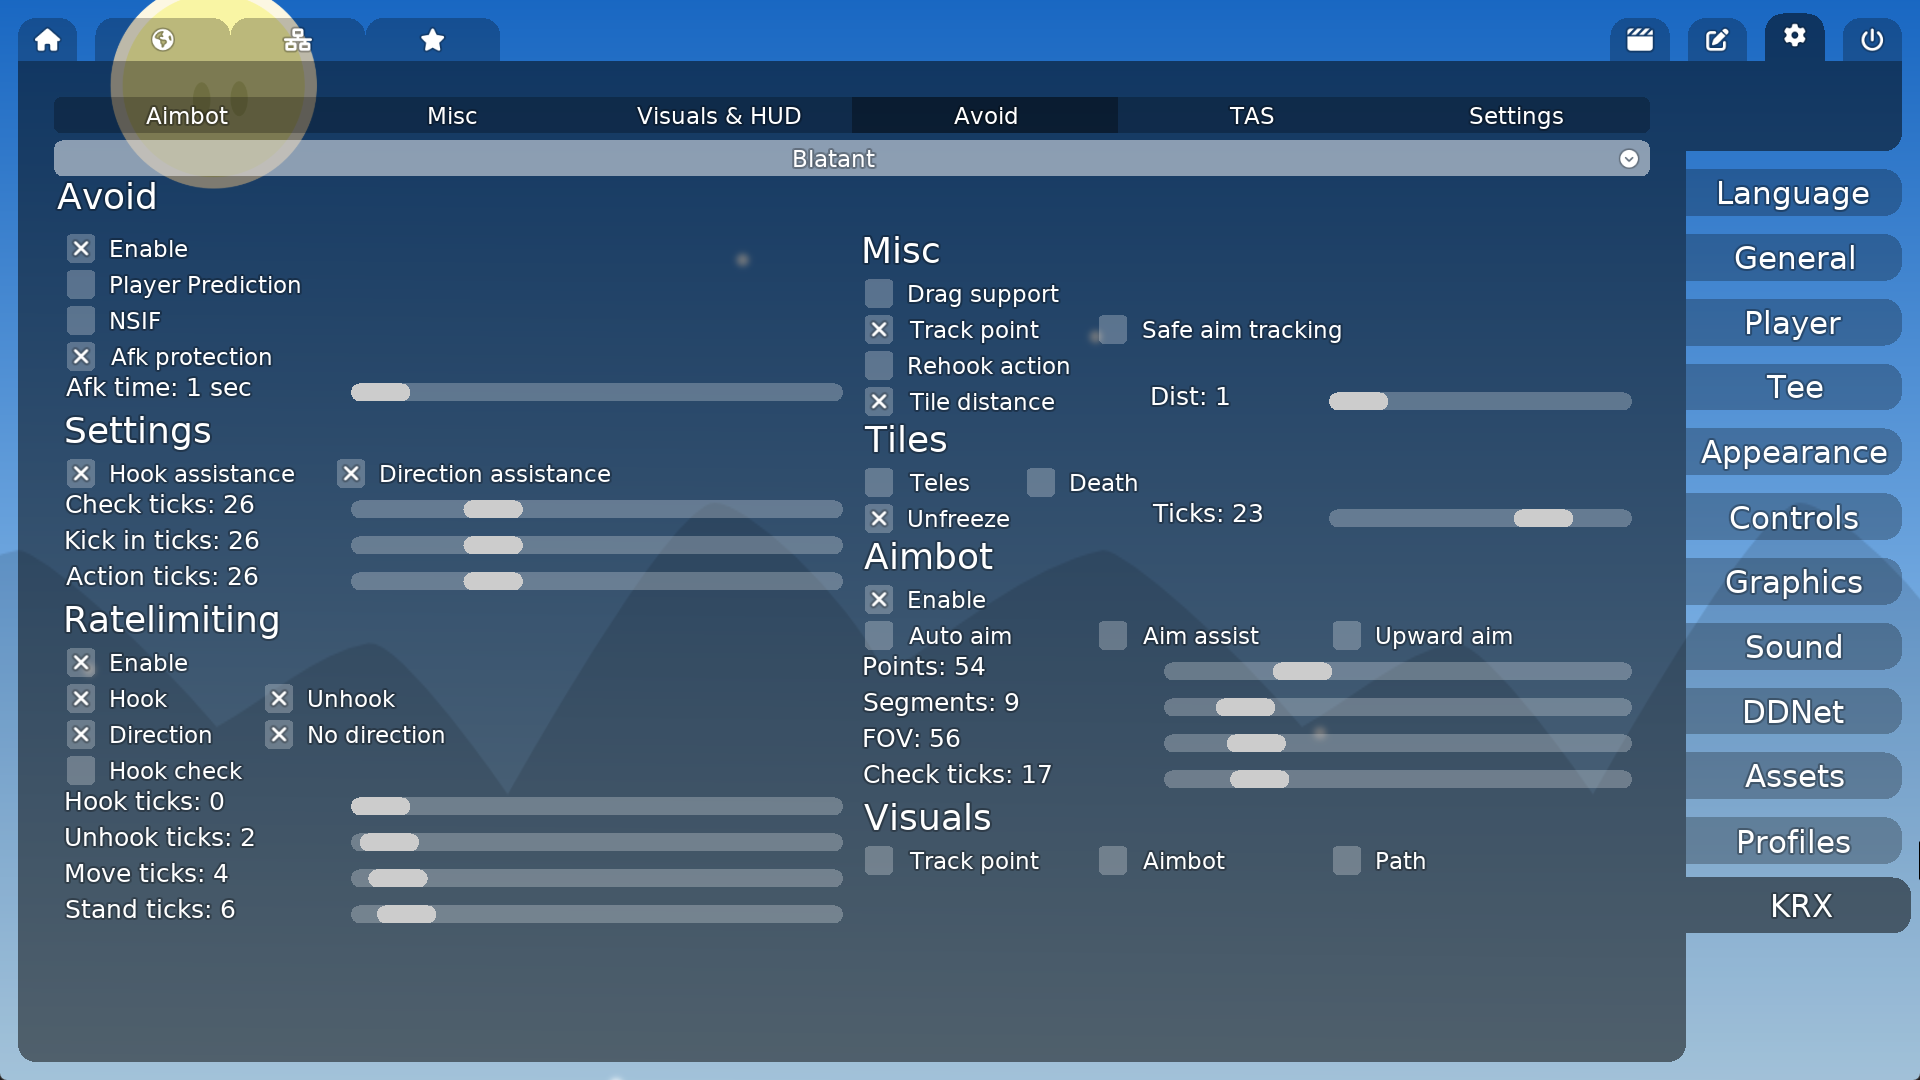 Aimbot Misc Visuals & HUD Avoid TAS Settings
Blatant
Avoid
Enable
Player Prediction
NSIF
Afk protection
Afk time: 1 sec
Settings
Hook assistance Direction assistance
Check ticks: 26
Kick in ticks: 26
Action ticks: 26
Ratelimiting
Enable
Hook Unhook
Direction No direction
Hook check
Hook ticks: 0
Unhook ticks: 2
Move ticks: 4
Stand ticks: 6
Misc
Drag support
Track point Safe aim tracking
Rehook action
Tile distance Dist: 1
Tiles
Teles Death
Unfreeze Ticks: 23
Aimbot
Enable
Auto aim Aim assist Upward aim
Points: 54
Segments: 9
FOV: 56
Check ticks: 17
Visuals
Track point Aimbot Path
Language
General
Player
Tee
Appearance
Controls
Graphics
Sound
DDNet
Assets
Profiles
KRX